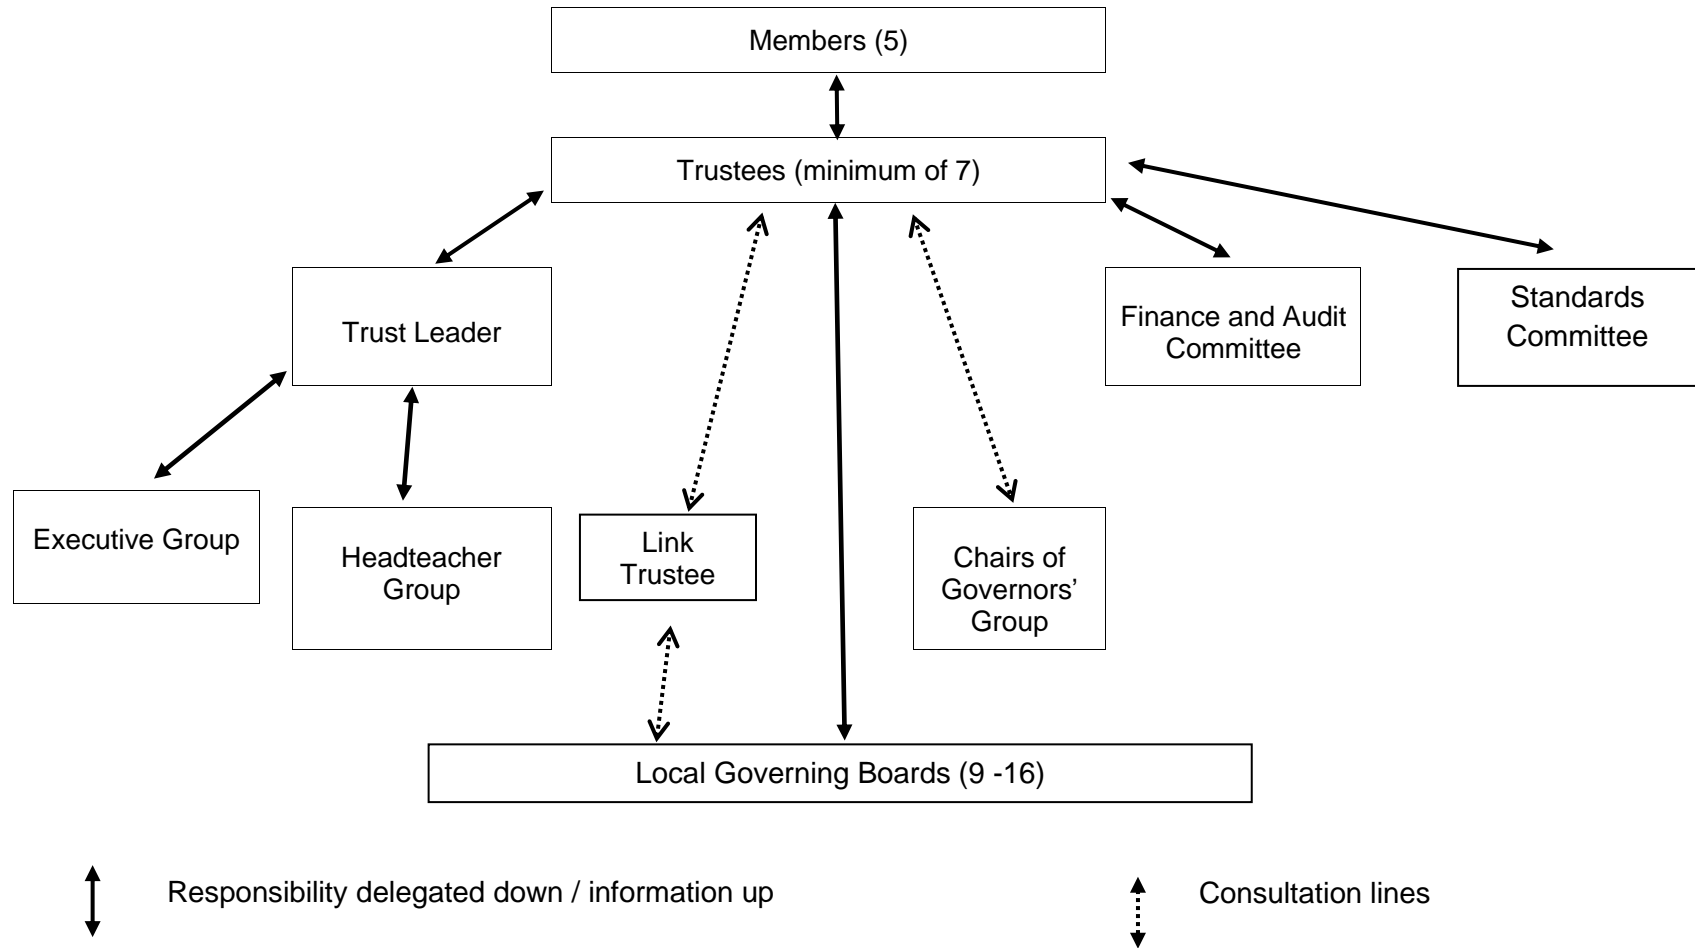 Members (5)
Trustees (minimum of 7)
Trust Leader
Finance and Audit
Committee
Standards
Committee
Executive Group
Headteacher
Group
Link
Trustee
Chairs of
Governors’
Group
Local Governing Boards (9 -16)
Responsibility delegated down / information up
Consultation lines